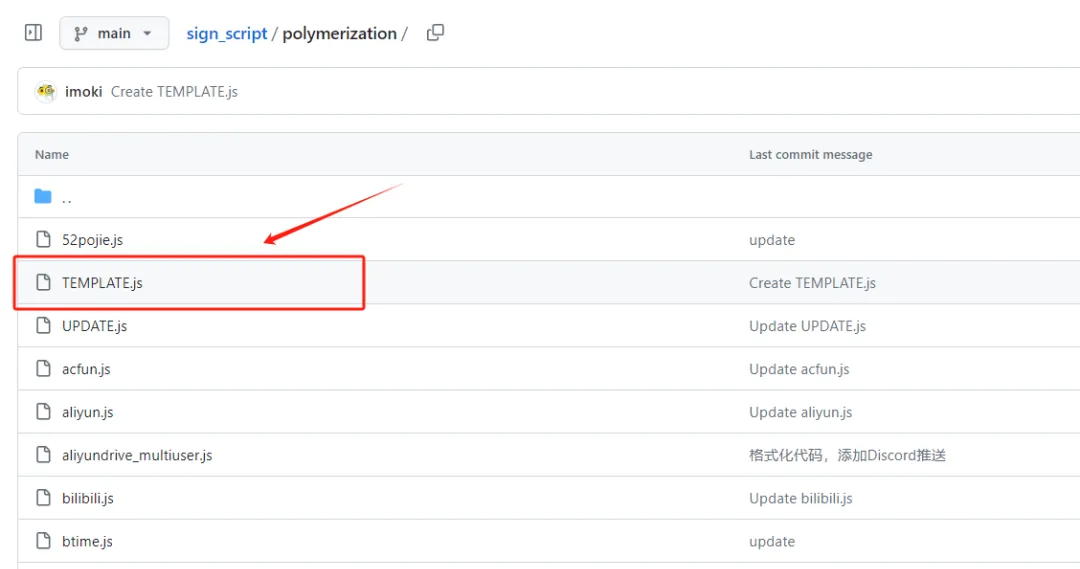 main
sign_script / polymerization /
imoki Create TEMPLATE.js
Name Last commit message
..
52pojie.js update
TEMPLATE.js Create TEMPLATE.js
UPDATE.js Update UPDATE.js
acfun.js Update acfun.js
aliyun.js Update aliyun.js
aliyundrive_multiuser.js 格式化代码，添加Discord推送
bilibili.js Update bilibili.js
btime.js update